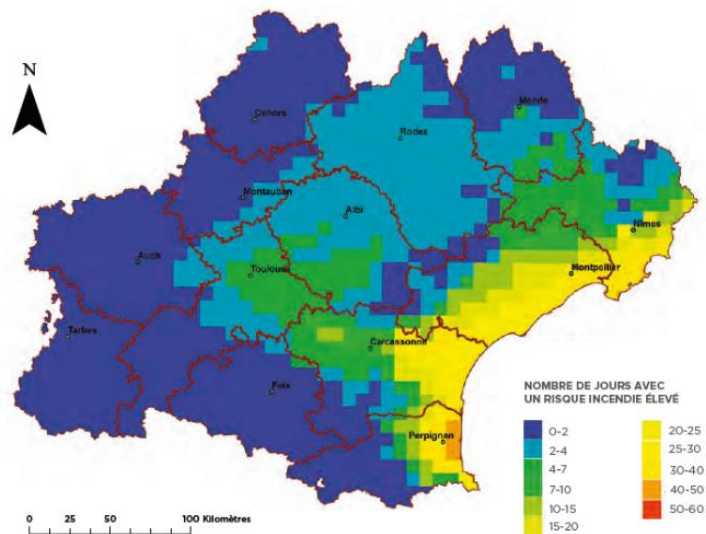 N
Cahors
Mende
Rodez
Montauban
Albi
Nîmes
Auch
Toulouse
Montpellier
Tarbes
Carcassonne
Foix
Perpignan
NOMBRE DE JOURS AVEC
UN RISQUE INCENDIE ÉLEVÉ
0-2
2-4
4-7
7-10
10-15
15-20
20-25
25-30
30-40
40-50
50-60
0 25 50 100 Kilomètres